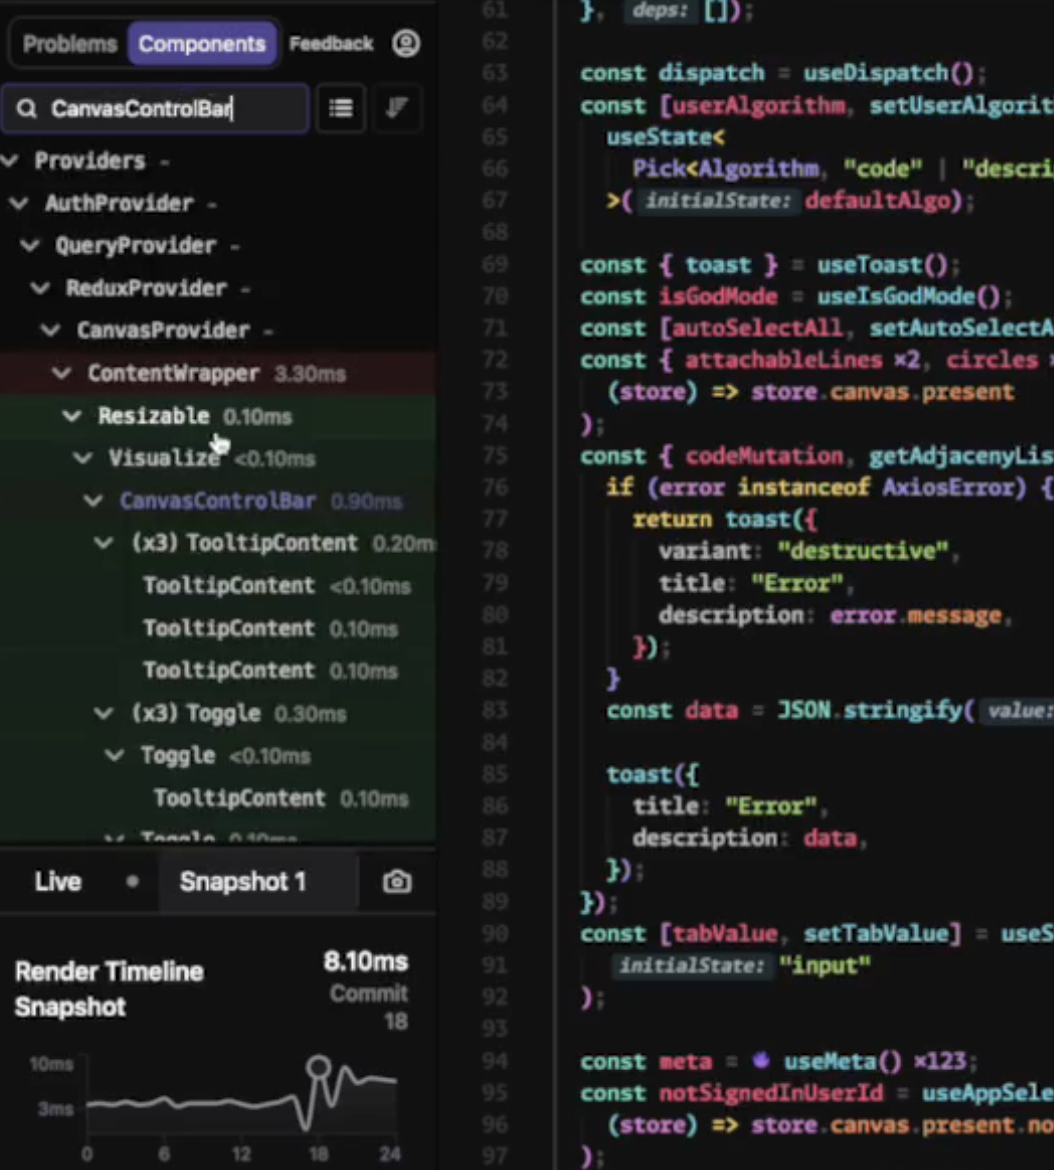 Problems Components Feedback
CanvasControlBar
Providers -
AuthProvider -
QueryProvider -
ReduxProvider -
CanvasProvider -
ContentWrapper 3.30ms
Resizable 0.10ms
Visualize <0.10ms
CanvasControlBar 0.90ms
(x3) TooltipContent 0.20m
TooltipContent <0.10ms
TooltipContent 0.10ms
TooltipContent 0.10ms
(x3) Toggle 0.30ms
Toggle <0.10ms
TooltipContent 0.10ms
Toggle 0.10ms
Live Snapshot 1
Render Timeline
Snapshot
8.10ms
Commit
18
10ms
3ms
0 6 12 18 24
61 }, deps: []);
62
63 const dispatch = useDispatch();
64 const [userAlgorithm, setUserAlgorit
65 useState<
66 Pick<Algorithm, "code" | "descri
67 >( initialState: defaultAlgo);
68
69 const { toast } = useToast();
70 const isGodMode = useIsGodMode();
71 const [autoSelectAll, setAutoSelectA
72 const { attachableLines ×2, circles ×
73 (store) => store.canvas.present
74 );
75 const { codeMutation, getAdjacenyLis
76 if (error instanceof AxiosError) {
77 return toast({
78 variant: "destructive",
79 title: "Error",
80 description: error.message,
81 });
82 }
83 const data = JSON.stringify( value:
84
85 toast({
86 title: "Error",
87 description: data,
88 });
89 });
90 const [tabValue, setTabValue] = useS
91 initialState: "input"
92 );
93
94 const meta = useMeta() ×123;
95 const notSignedInUserId = useAppSele
96 (store) => store.canvas.present.no
97 );